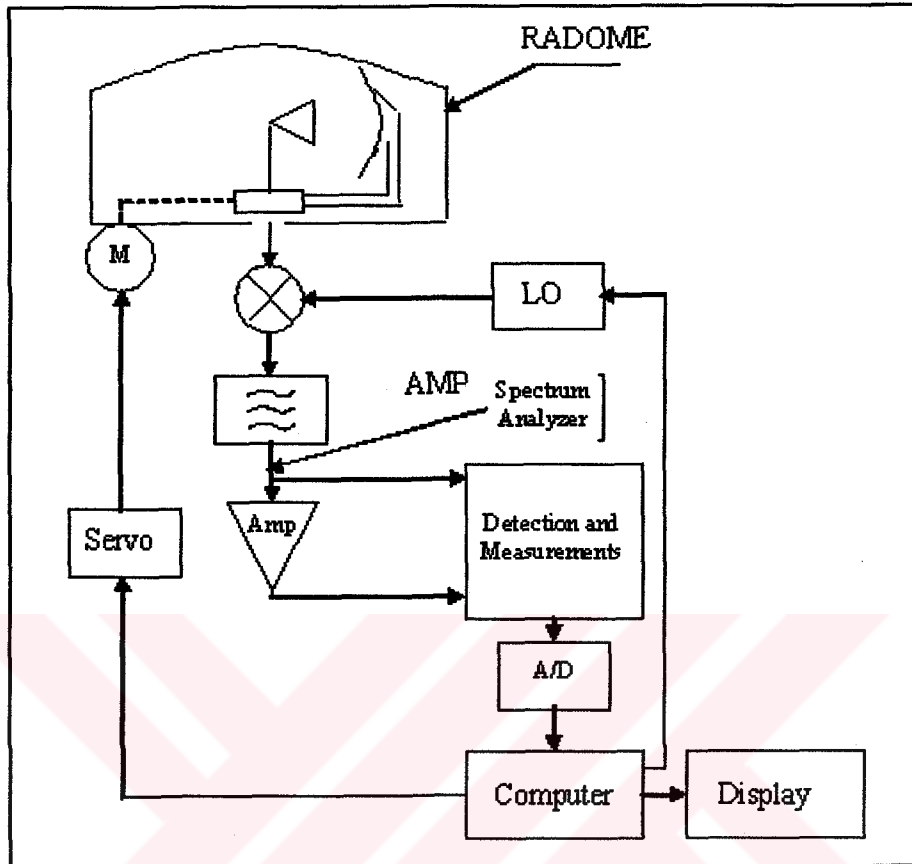 RADOME
M
LO
AMP
Spectrum
Analyzer
Servo
Amp
Detection and
Measurements
A/D
Computer
Display